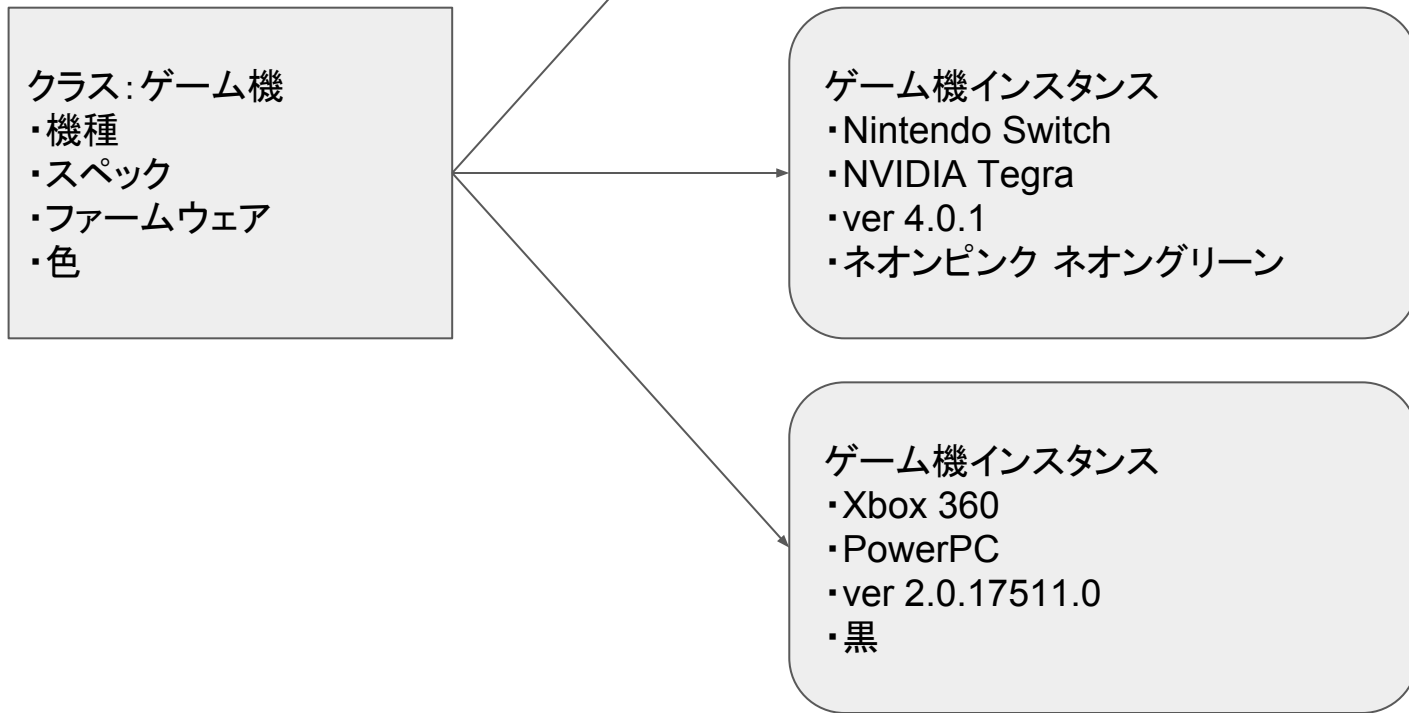 クラス：ゲーム機
・機種
・スペック
・ファームウェア
・色
ゲーム機インスタンス
・Nintendo Switch
・NVIDIA Tegra
・ver 4.0.1
・ネオンピンク ネオングリーン
ゲーム機インスタンス
・Xbox 360
・PowerPC
・ver 2.0.17511.0
・黒